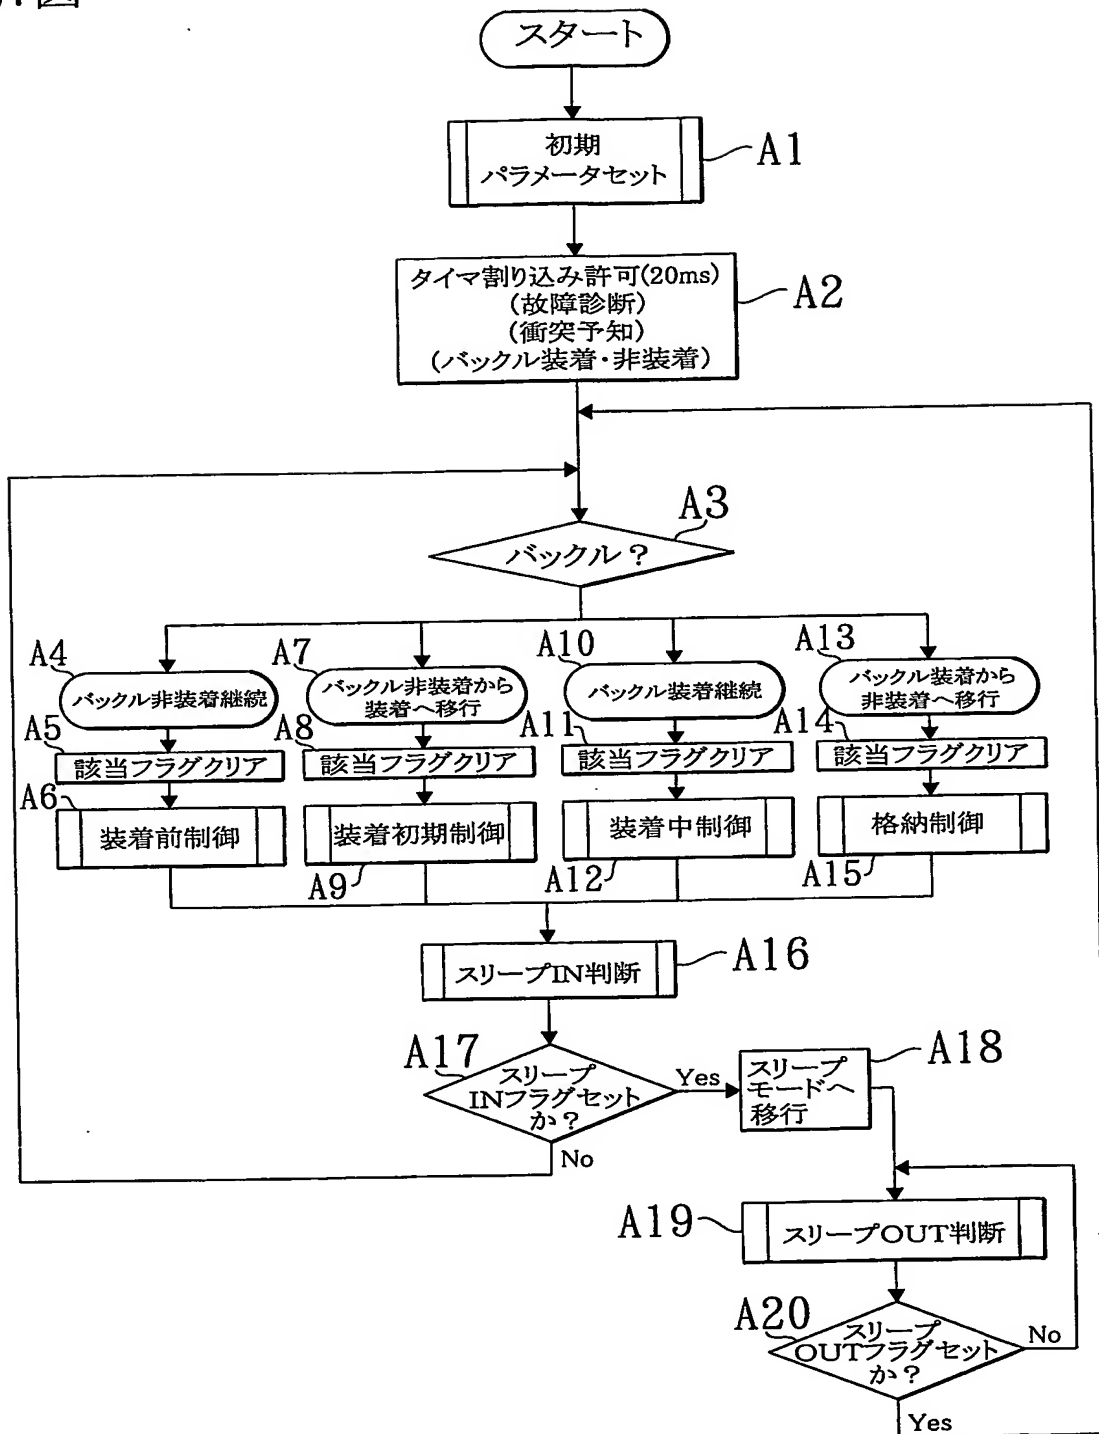 図
スタート
初期
パラメータセット
A1
タイマ割り込み許可(20ms)
(故障診断)
(衝突予知)
(バックル装着・非装着)
A2
A3
バックル?
A4
バックル非装着継続
A7
バックル非装着から
装着へ移行
A10
バックル装着継続
A13
バックル装着から
非装着へ移行
A5
該当フラグクリア
A8
該当フラグクリア
A11
該当フラグクリア
A14
該当フラグクリア
A6
装着前制御
装着初期制御
A9
装着中制御
A12
格納制御
A15
スリープIN判断
A16
A17
スリープ
INフラグセット
か?
Yes
No
スリープ
モードへ
移行
A18
A19
スリープOUT判断
A20
スリープ
OUTフラグセット
か?
No
Yes